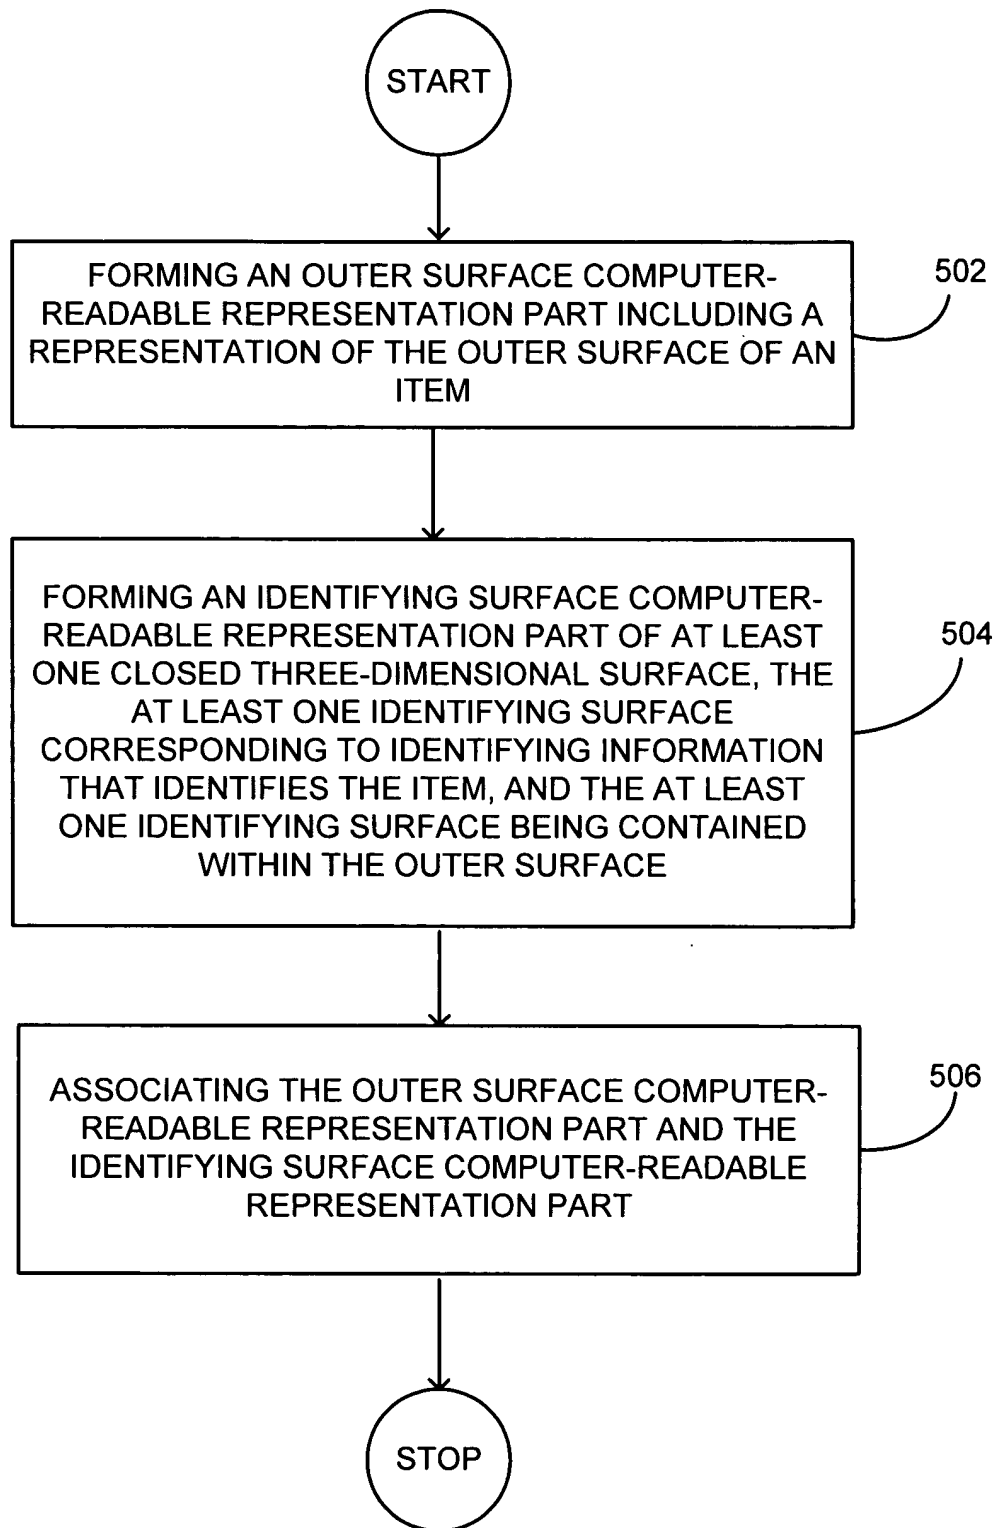 START
FORMING AN OUTER SURFACE COMPUTER-
READABLE REPRESENTATION PART INCLUDING A
REPRESENTATION OF THE OUTER SURFACE OF AN
ITEM
502
FORMING AN IDENTIFYING SURFACE COMPUTER-
READABLE REPRESENTATION PART OF AT LEAST
ONE CLOSED THREE-DIMENSIONAL SURFACE, THE
AT LEAST ONE IDENTIFYING SURFACE
CORRESPONDING TO IDENTIFYING INFORMATION
THAT IDENTIFIES THE ITEM, AND THE AT LEAST
ONE IDENTIFYING SURFACE BEING CONTAINED
WITHIN THE OUTER SURFACE
504
ASSOCIATING THE OUTER SURFACE COMPUTER-
READABLE REPRESENTATION PART AND THE
IDENTIFYING SURFACE COMPUTER-READABLE
REPRESENTATION PART
506
STOP